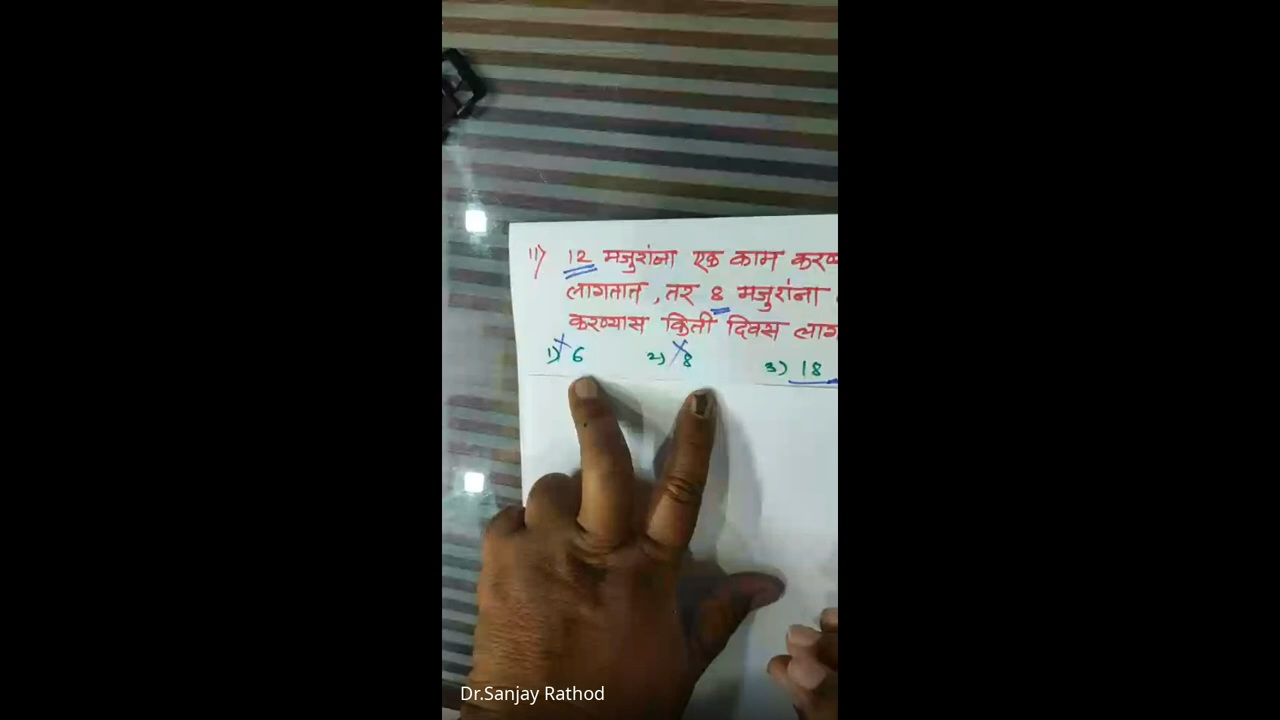 11) 12 मजुरांना एक काम करण्
लागतात, तर 8 मजुरांना
करण्यास किती दिवस लाग
1) 6 2) 8 3) 18
Dr.Sanjay Rathod